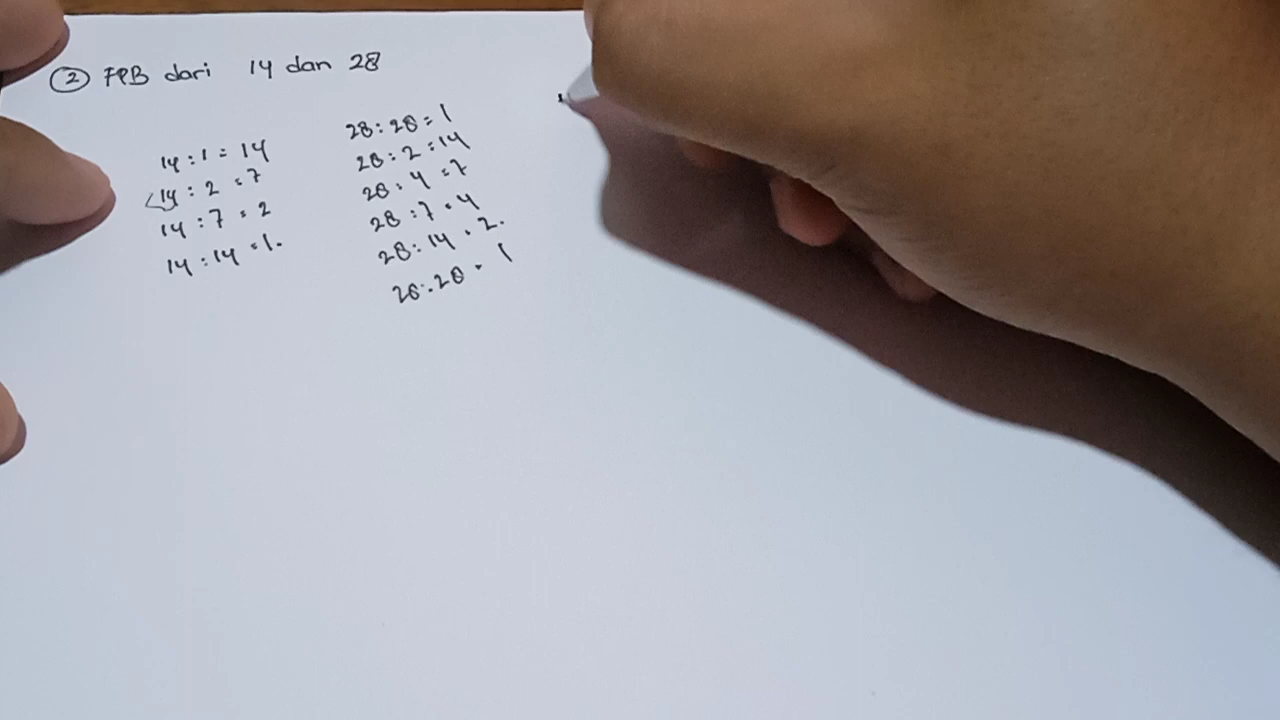 ② FPB dari 14 dan 28
14 : 1 = 14
14 : 2 = 7
14 : 7 = 2
14 : 14 = 1.
28 : 28 = 1
28 : 2 = 14
28 : 4 = 7
28 : 7 = 4
28 : 14 = 2.
28 : 28 = 1